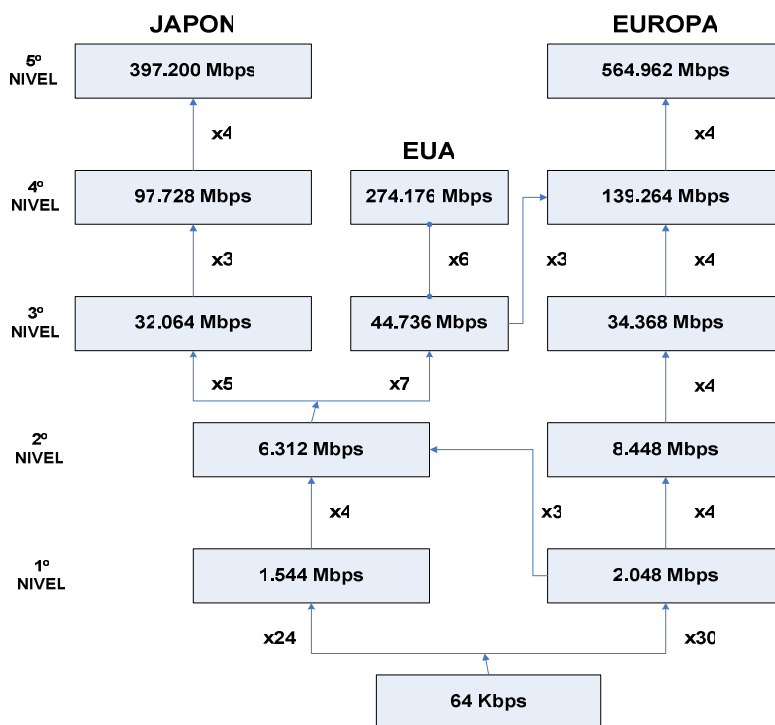 JAPON
EUROPA
5º
NIVEL
397.200 Mbps
564.962 Mbps
x4
x4
EUA
4º
NIVEL
97.728 Mbps
274.176 Mbps
139.264 Mbps
x3
x6
x3
x4
3º
NIVEL
32.064 Mbps
44.736 Mbps
34.368 Mbps
x5
x7
x4
2º
NIVEL
6.312 Mbps
8.448 Mbps
x4
x3
x4
1º
NIVEL
1.544 Mbps
2.048 Mbps
x24
x30
64 Kbps